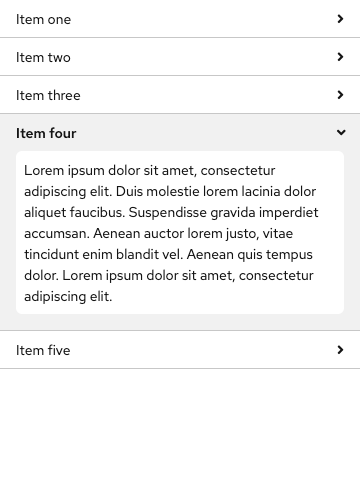 Item one
Item two
Item three
Item four
Lorem ipsum dolor sit amet, consectetur
adipiscing elit. Duis molestie lorem lacinia dolor
aliquet faucibus. Suspendisse gravida imperdiet
accumsan. Aenean auctor lorem justo, vitae
tincidunt enim blandit vel. Aenean quis tempus
dolor. Lorem ipsum dolor sit amet, consectetur
adipiscing elit.
Item five